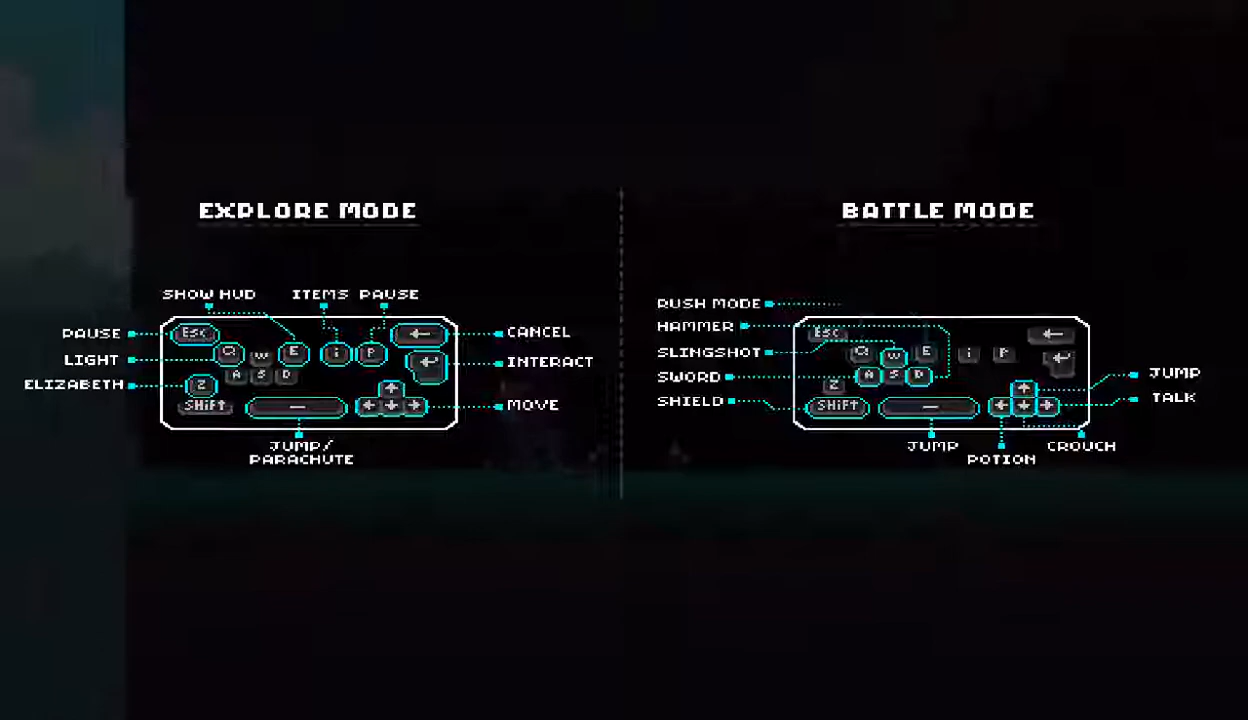 EXPLORE MODE
SHOW HUD
ITEMS
PAUSE
PAUSE
LIGHT
ELIZABETH
Esc
Q
W
E
i
P
A
S
D
Z
SHiFt
CANCEL
INTERACT
MOVE
JUMP/
PARACHUTE
BATTLE MODE
RUSH MODE
HAMMER
SLINGSHOT
SWORD
SHIELD
Esc
Q
W
E
i
P
A
S
D
Z
SHiFt
JUMP
TALK
JUMP
POTION
CROUCH